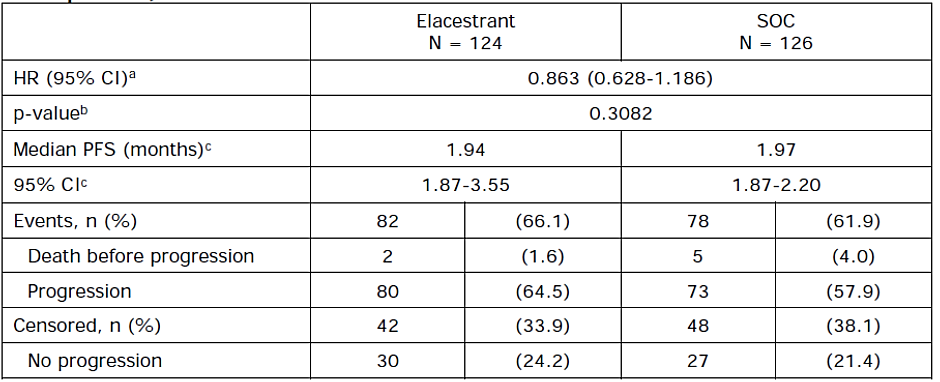 Elacestrant SOC
N = 124 N = 126
HR (95% CI)a 0.863 (0.628-1.186)
p-valueb 0.3082
Median PFS (months)c 1.94 1.97
95% CIc 1.87-3.55 1.87-2.20
Events, n (%) 82 (66.1) 78 (61.9)
Death before progression 2 (1.6) 5 (4.0)
Progression 80 (64.5) 73 (57.9)
Censored, n (%) 42 (33.9) 48 (38.1)
No progression 30 (24.2) 27 (21.4)